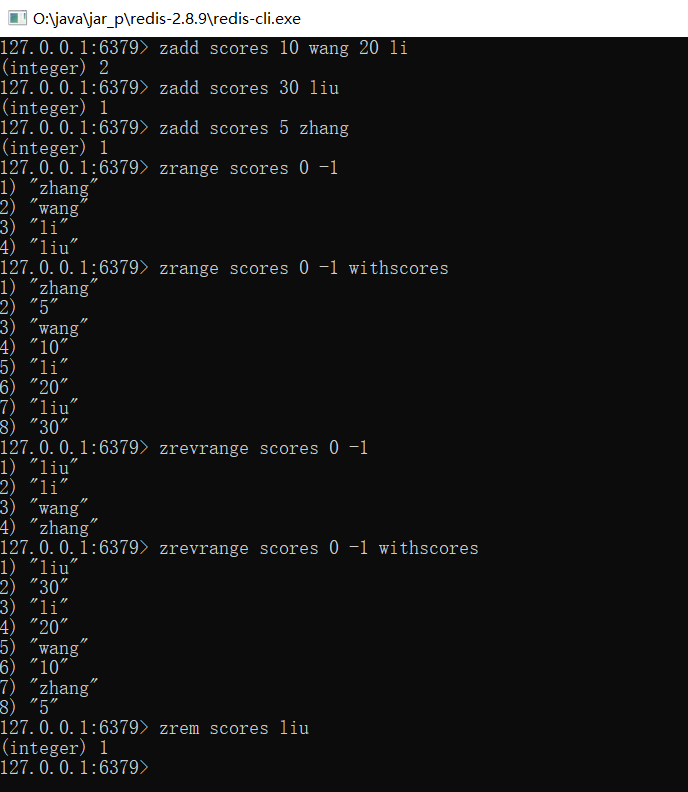 O:\java\jar_p\redis-2.8.9\redis-cli.exe
127.0.0.1:6379> zadd scores 10 wang 20 li
(integer) 2
127.0.0.1:6379> zadd scores 30 liu
(integer) 1
127.0.0.1:6379> zadd scores 5 zhang
(integer) 1
127.0.0.1:6379> zrange scores 0 -1
1) "zhang"
2) "wang"
3) "li"
4) "liu"
127.0.0.1:6379> zrange scores 0 -1 withscores
1) "zhang"
2) "5"
3) "wang"
4) "10"
5) "li"
6) "20"
7) "liu"
8) "30"
127.0.0.1:6379> zrevrange scores 0 -1
1) "liu"
2) "li"
3) "wang"
4) "zhang"
127.0.0.1:6379> zrevrange scores 0 -1 withscores
1) "liu"
2) "30"
3) "li"
4) "20"
5) "wang"
6) "10"
7) "zhang"
8) "5"
127.0.0.1:6379> zrem scores liu
(integer) 1
127.0.0.1:6379>